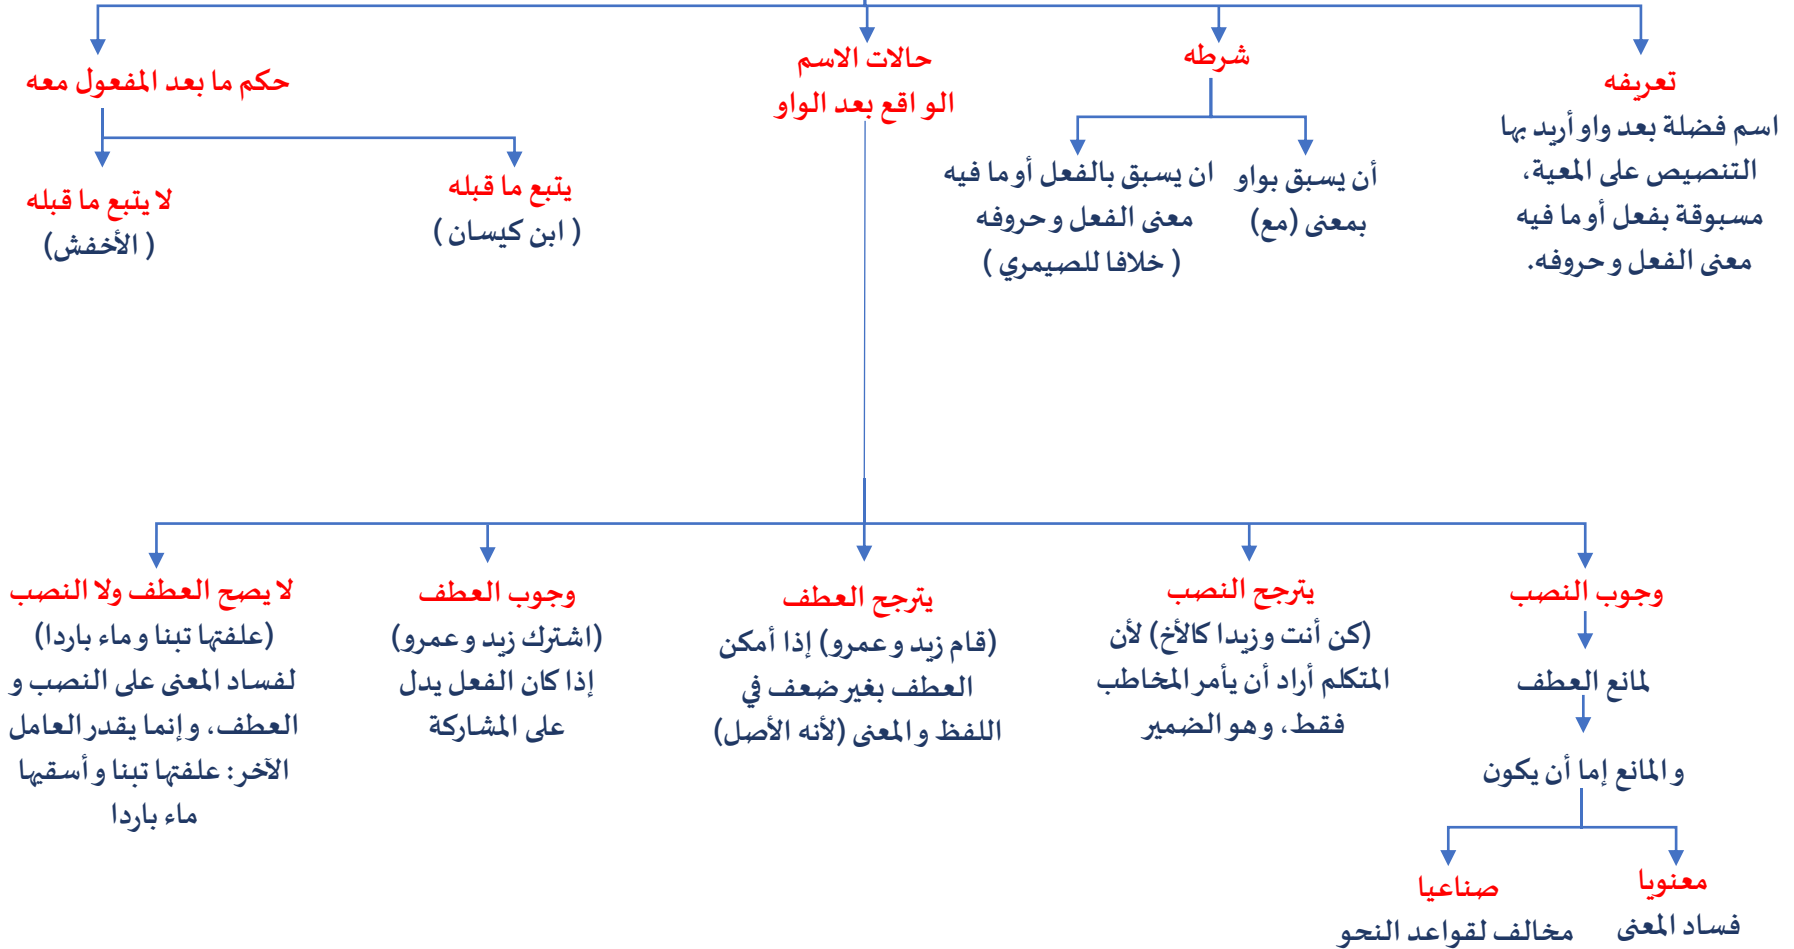 تعريفه
اسم فضلة بعد واو أريد بها
التنصيص على المعية،
مسبوقة بفعل أو ما فيه
معنى الفعل و حروفه.
شرطه
أن يسبق بواو
بمعنى (مع)
ان يسبق بالفعل أو ما فيه
معنى الفعل و حروفه
( خلافا للصيمري )
حالات الاسم
الواقع بعد الواو
حكم ما بعد المفعول معه
يتبع ما قبله
( ابن كيسان )
لا يتبع ما قبله
( الأخفش)
وجوب النصب
لمانع العطف
و المانع إما أن يكون
معنويا
فساد المعنى
صناعيا
مخالف لقواعد النحو
يترجح النصب
(كن أنت وزيدا كالأخ) لأن
المتكلم أراد أن يأمر المخاطب
فقط، وهو الضمير
يترجح العطف
(قام زيد و عمرو) إذا أمكن
العطف بغير ضعف في
اللفظ و المعنى (لأنه الأصل)
وجوب العطف
(اشترك زيد و عمرو)
إذا كان الفعل يدل
على المشاركة
لا يصح العطف ولا النصب
(علفتها تبنا و ماء باردا)
لفساد المعنى على النصب و
العطف، وإنما يقدر العامل
الآخر: علفتها تبنا و أسقيها
ماء باردا